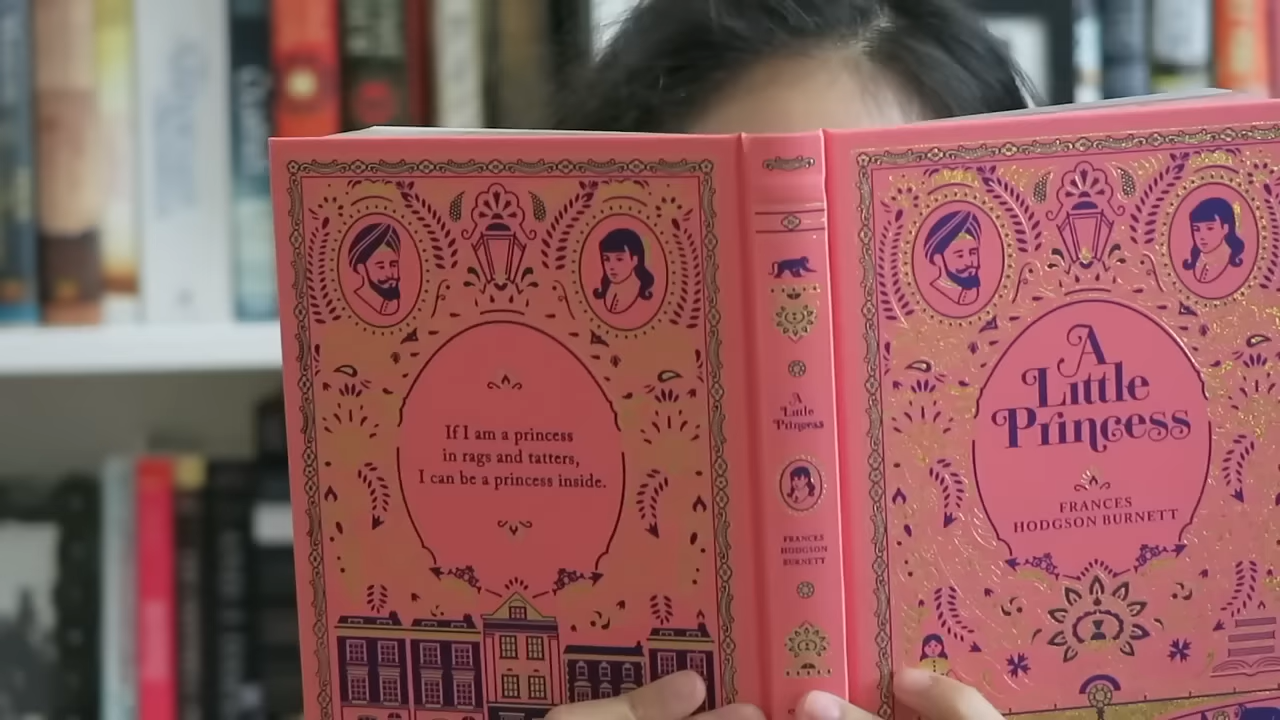 If I am a princess
in rags and tatters,
I can be a princess inside.
A
Little
Princess
FRANCES
HODGSON
BURNETT
A
Little
Princess
FRANCES
HODGSON BURNETT